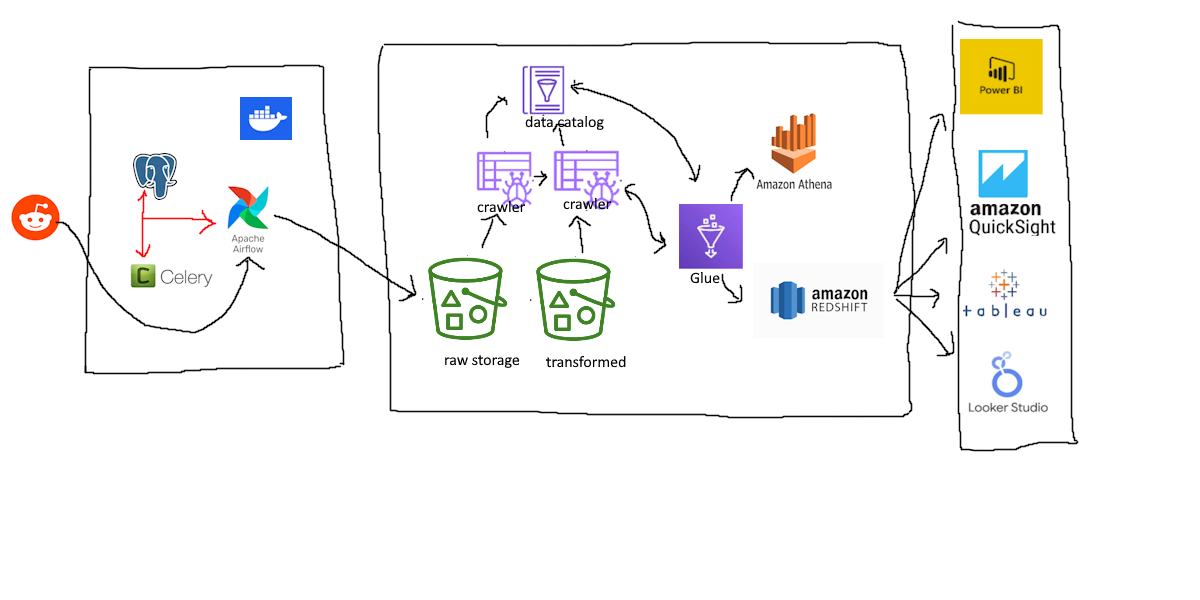 Power BI
data catalog
Amazon Athena
crawler
crawler
amazon
QuickSight
Apache
Airflow
C Celery
Glue
amazon
REDSHIFT
+ableau
raw storage
transformed
Looker Studio